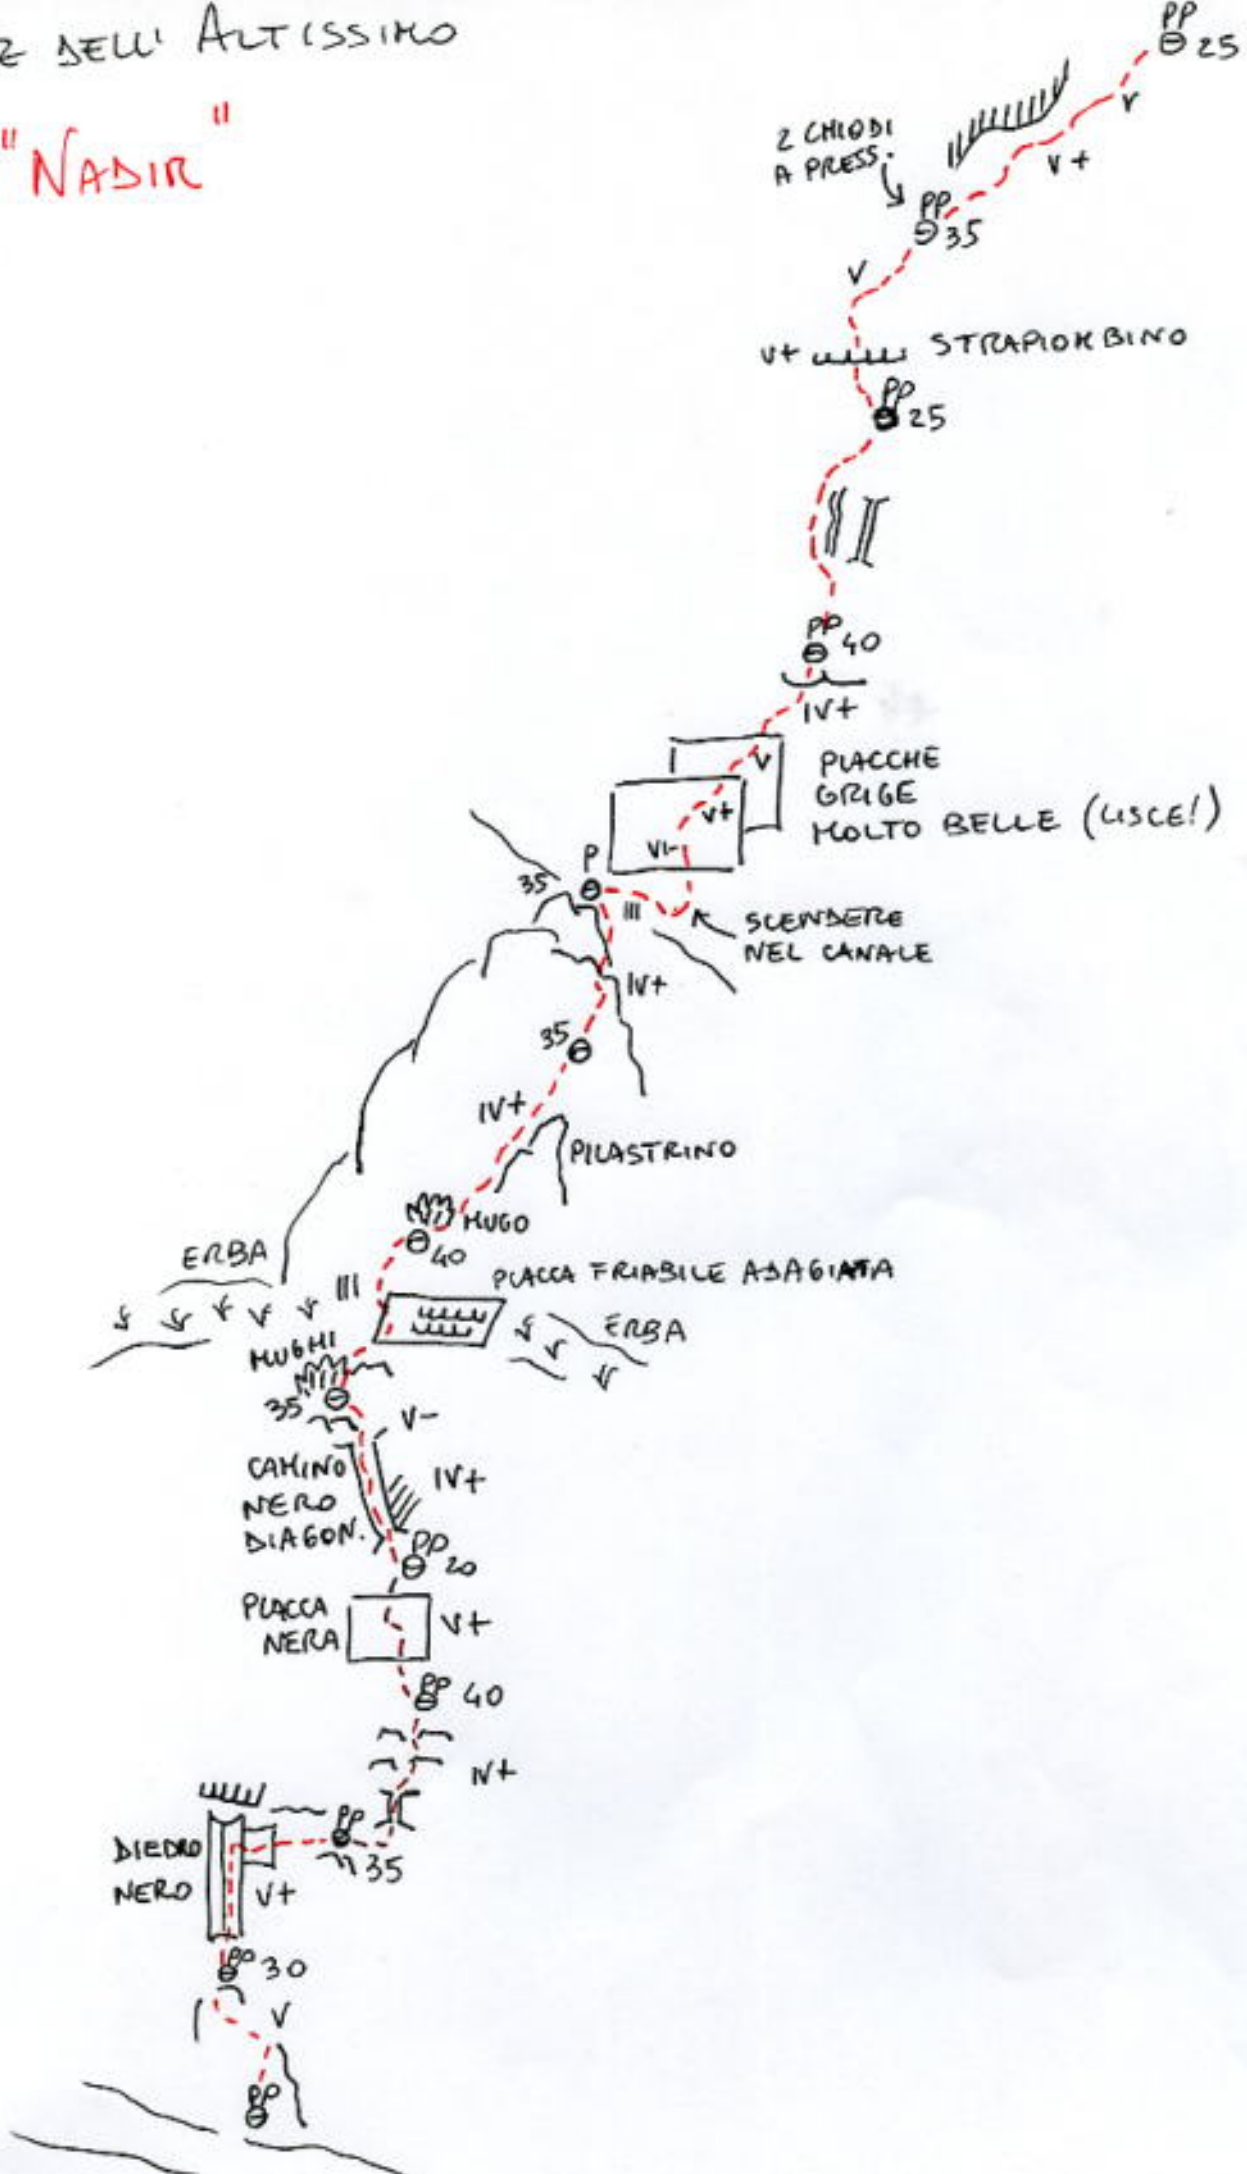 DELL' ALTISSIMO
"NADIR"
PP
25
V
2 CHIODI
A PRESS.
V+
PP
35
V
V+
STRAPIOMBINO
PP
25
PP
40
IV+
V
PLACCHE
GRIGE
MOLTO BELLE (LISCE!)
V+
VI-
P
35
III
SCENDERE
NEL CANALE
IV+
35
IV+
PILASTRINO
MUGO
40
ERBA
PLACCA FRIABILE ADAGIATA
III
ERBA
MUGHI
35
V-
CAMINO
NERO
DIAGON.
IV+
PP
20
PLACCA
NERA
V+
PP
40
IV+
PP
35
DIEDRO
NERO
V+
PP
30
V
PP